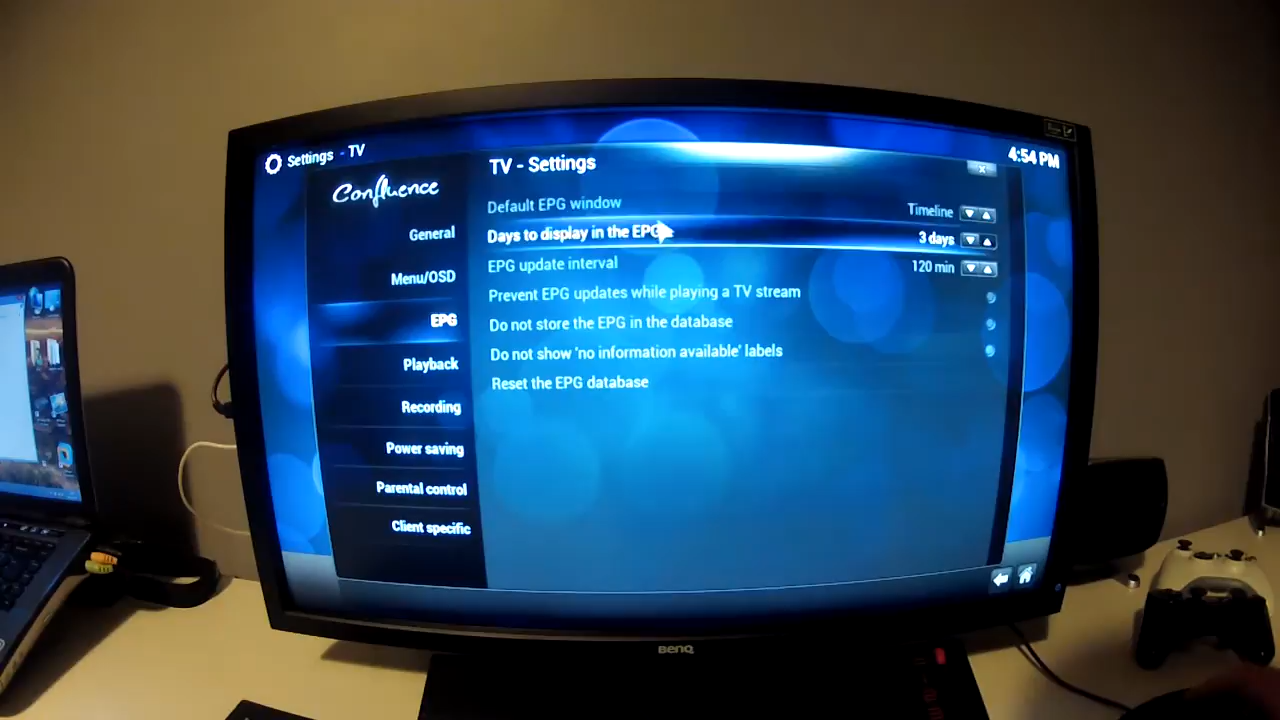 Settings - TV
4:54 PM
Confluence
TV - Settings
General
Menu/OSD
EPG
Playback
Recording
Power saving
Parental control
Client specific
Default EPG window Timeline
Days to display in the EPG 3 days
EPG update interval 120 min
Prevent EPG updates while playing a TV stream
Do not store the EPG in the database
Do not show 'no information available' labels
Reset the EPG database
BenQ